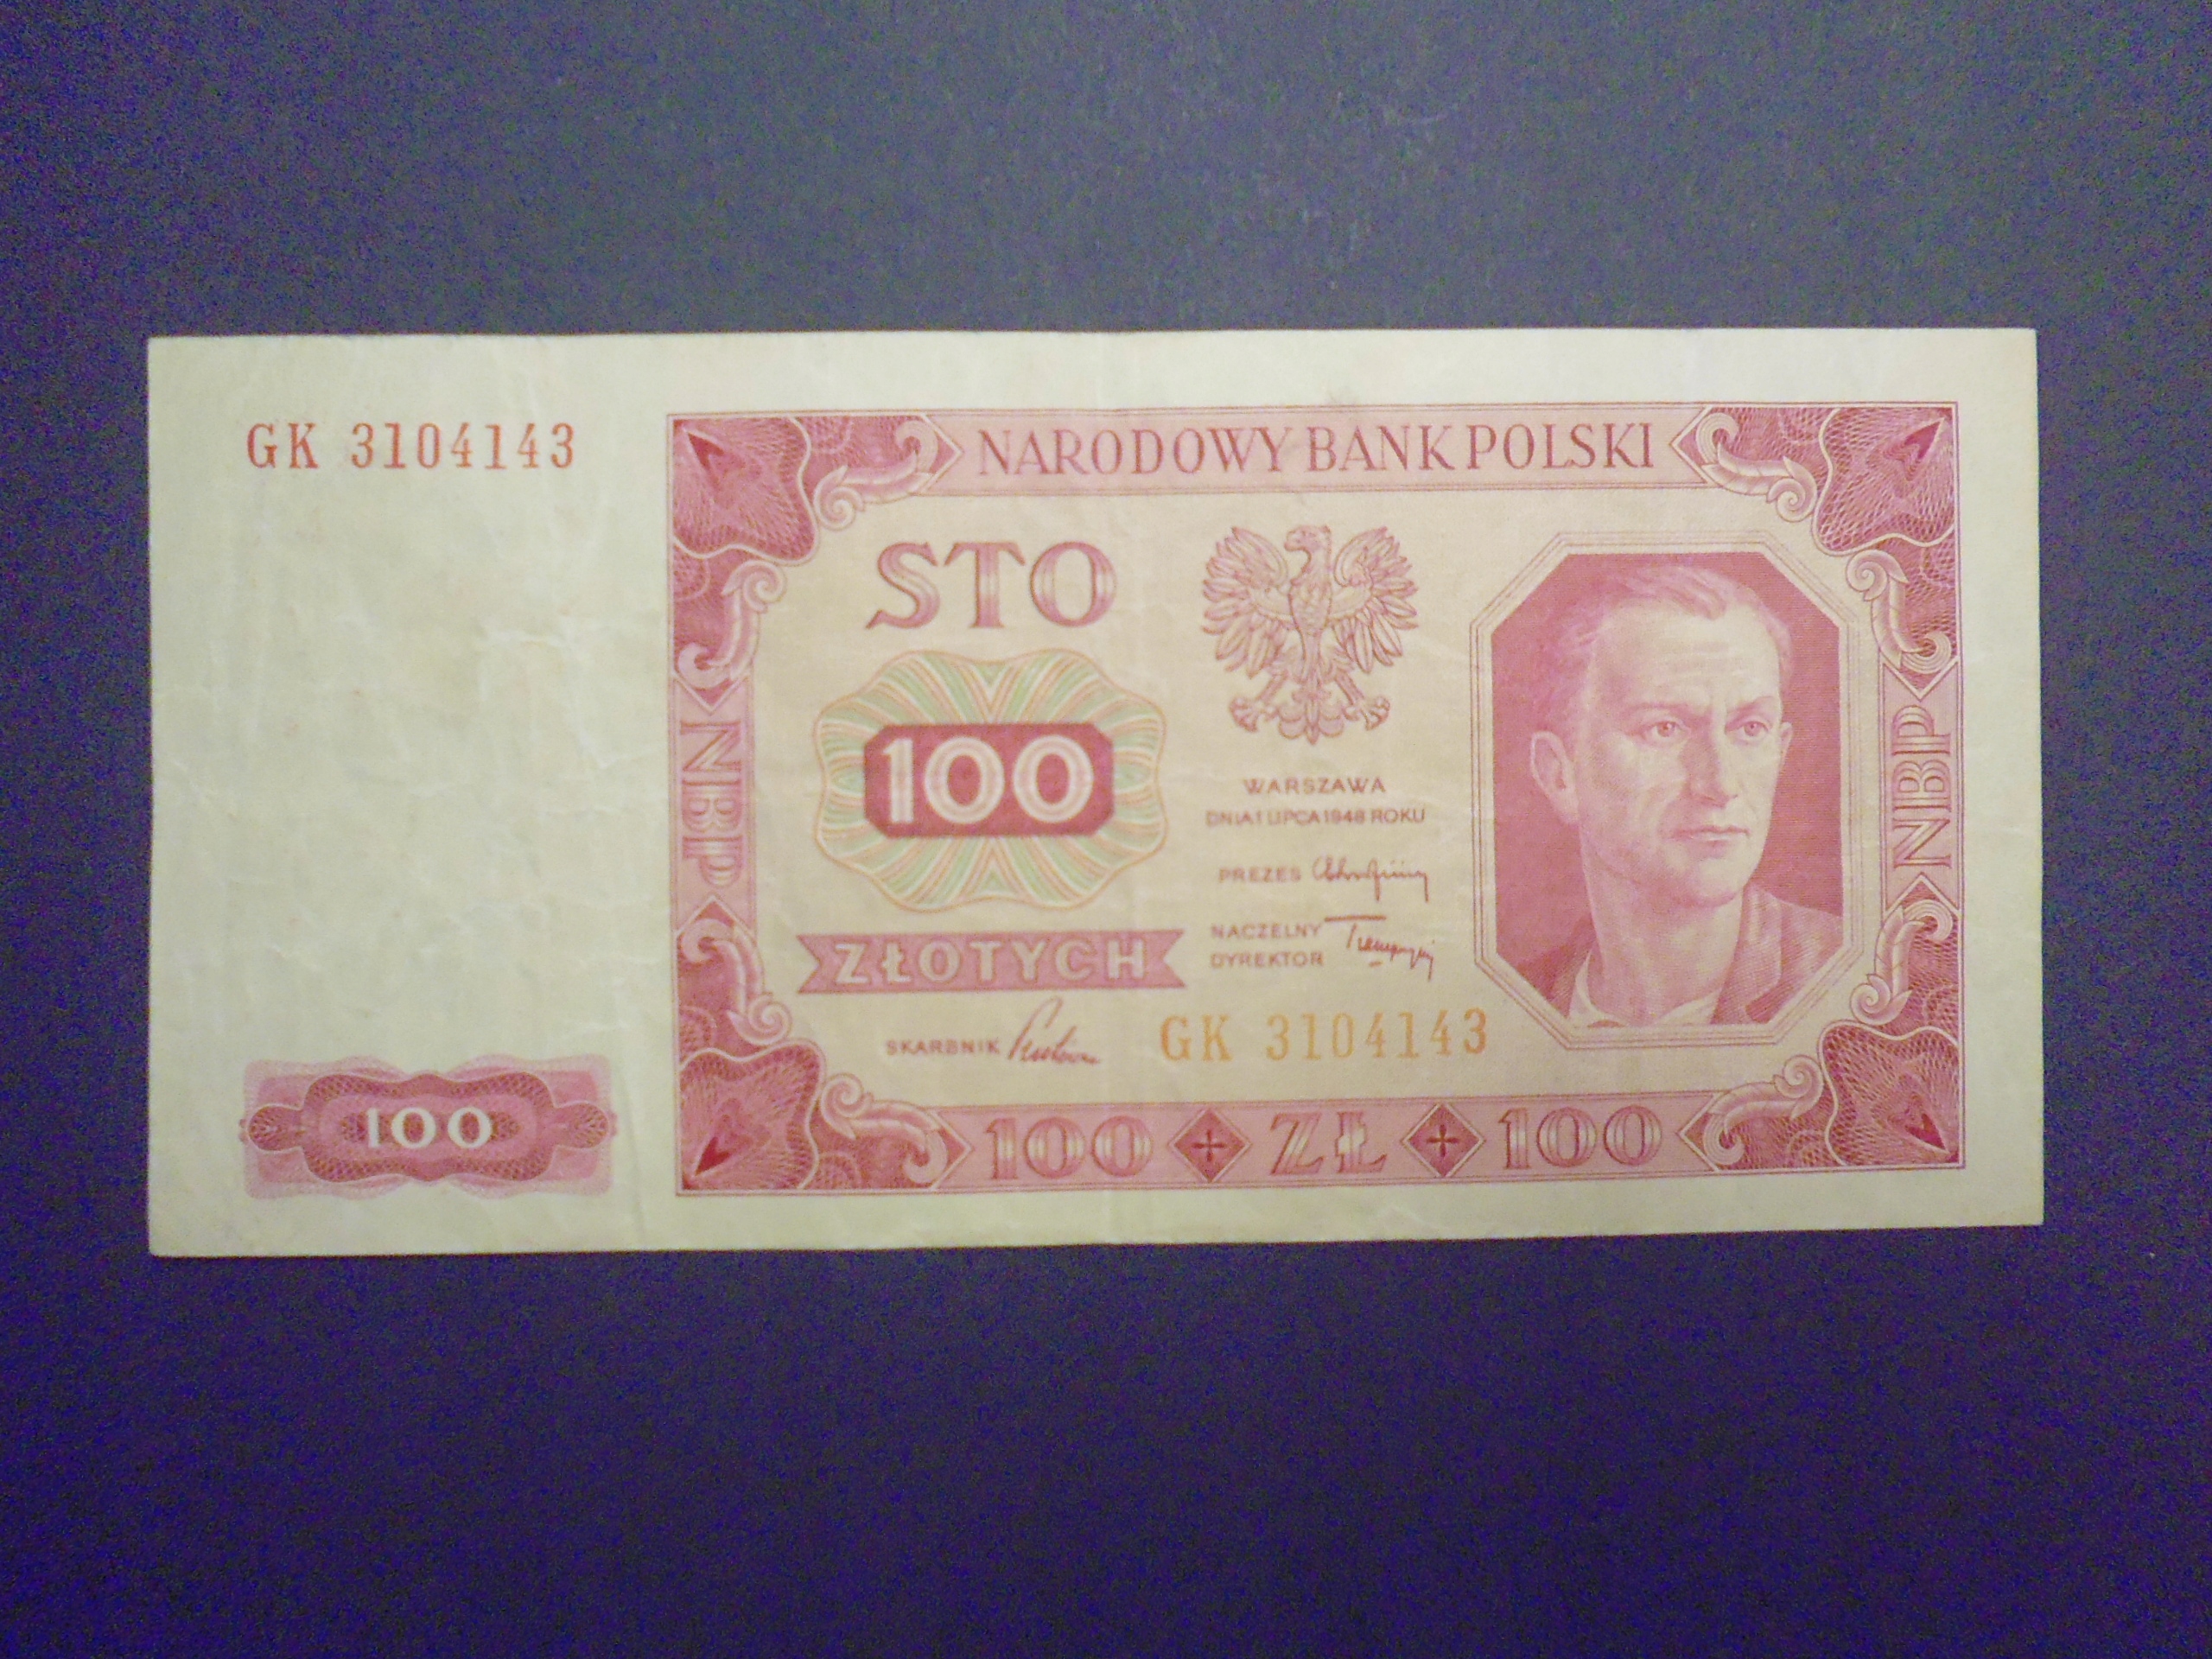 GK 3104143
NARODOWY BANK POLSKI
STO
100
ZŁOTYCH
WARSZAWA
DNIA 1 LIPCA 1948 ROKU
PREZES
NACZELNY
DYREKTOR
SKARBNIK
GK 3104143
NBP
NBP
100
100 ZŁ 100